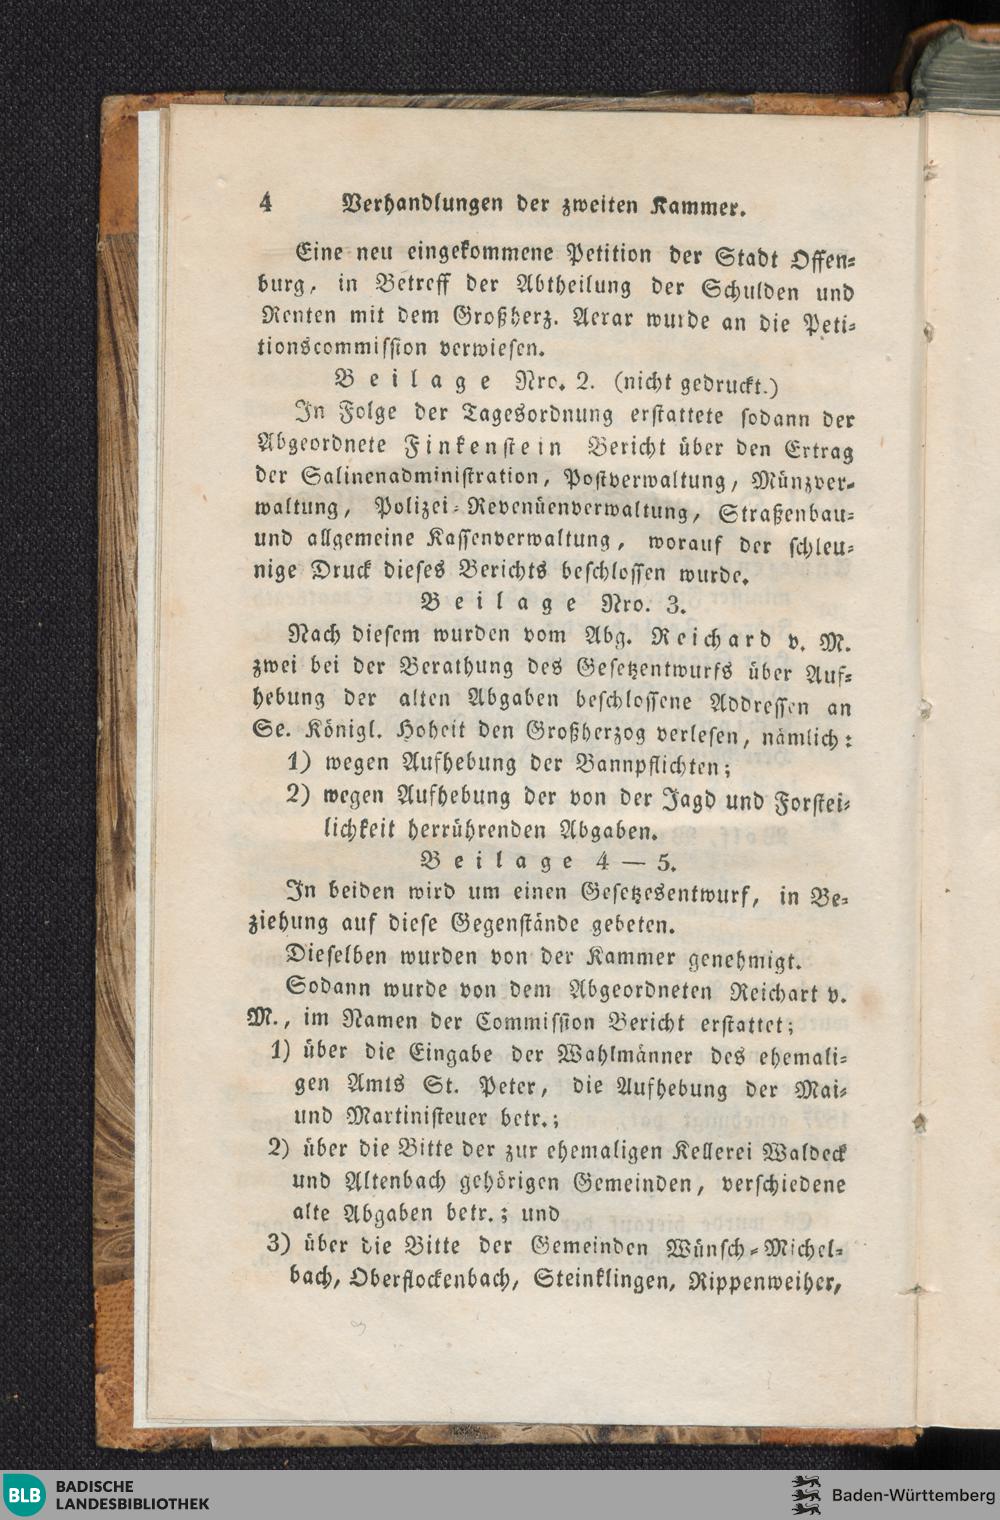 4 Verhandlungen der zweiten Kammer.
Eine neu eingekommene Petition der Stadt Offen-
burg, in Betreff der Abtheilung der Schulden und
Renten mit dem Großherz. Aerar wurde an die Peti-
tionscommission verwiesen.
Beilage Nro. 2. (nicht gedruckt.)
In Folge der Tagesordnung erstattete sodann der
Abgeordnete Finkenstein Bericht über den Ertrag
der Salinenadministration, Postverwaltung, Münzver-
waltung, Polizei-Revenüenverwaltung, Straßenbau-
und allgemeine Kassenverwaltung, worauf der schleu-
nige Druck dieses Berichts beschlossen wurde.
Beilage Nro. 3.
Nach diesem wurden vom Abg. Reichard v. M.
zwei bei der Berathung des Gesetzentwurfs über Auf-
hebung der alten Abgaben beschlossene Addressen an
Se. Königl. Hoheit den Großherzog verlesen, nämlich:
1) wegen Aufhebung der Bannpflichten;
2) wegen Aufhebung der von der Jagd und Forstei-
lichkeit herrührenden Abgaben.
Beilage 4 — 5.
In beiden wird um einen Gesetzesentwurf, in Be-
ziehung auf diese Gegenstände gebeten.
Dieselben wurden von der Kammer genehmigt.
Sodann wurde von dem Abgeordneten Reichart v.
M., im Namen der Commission Bericht erstattet;
1) über die Eingabe der Wahlmänner des ehemali-
gen Amts St. Peter, die Aufhebung der Mai-
und Martinisteuer betr.;
2) über die Bitte der zur ehemaligen Kellerei Waldeck
und Altenbach gehörigen Gemeinden, verschiedene
alte Abgaben betr.; und
3) über die Bitte der Gemeinden Wünsch-Michel-
bach, Oberflockenbach, Steinklingen, Rippenweiher,
BLB BADISCHE
LANDESBIBLIOTHEK
Baden-Württemberg